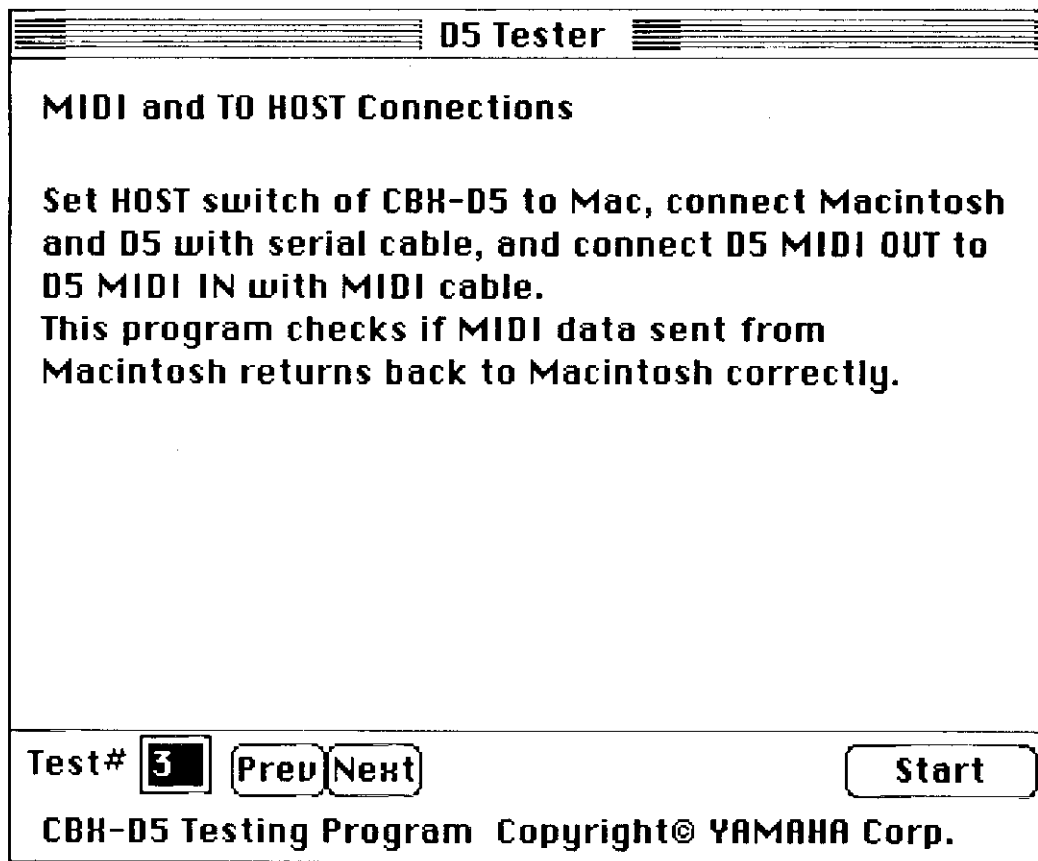 D5 Tester
MIDI and TO HOST Connections
Set HOST switch of CBX-D5 to Mac, connect Macintosh
and D5 with serial cable, and connect D5 MIDI OUT to
D5 MIDI IN with MIDI cable.
This program checks if MIDI data sent from
Macintosh returns back to Macintosh correctly.
Test# 3 Prev Next Start
CBX-D5 Testing Program Copyright© YAMAHA Corp.